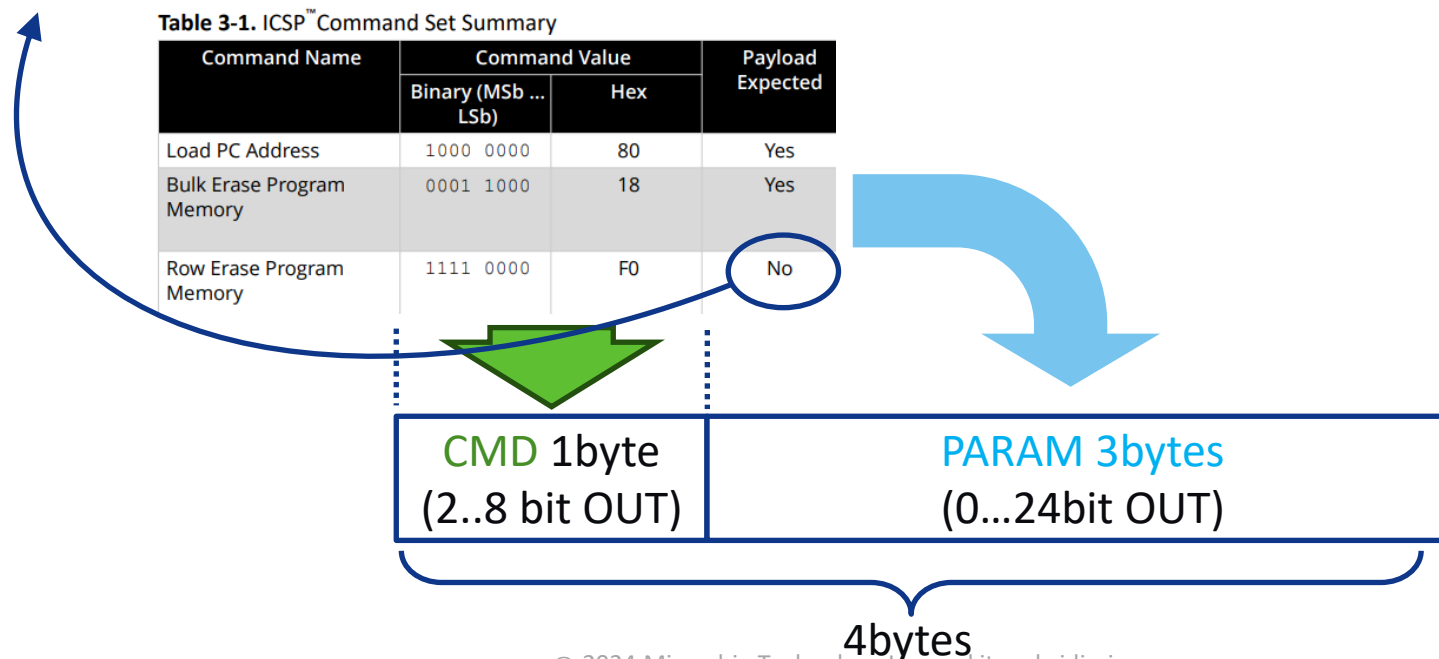 Table 3-1. ICSP™ Command Set Summary
Command Name
Command Value
Payload Expected
Binary (MSb ...
LSb)
Hex
Load PC Address 1000 0000 80 Yes
Bulk Erase Program
Memory
0001 1000 18 Yes
Row Erase Program
Memory
1111 0000 F0 No
CMD 1byte
(2..8 bit OUT)
PARAM 3bytes
(0...24bit OUT)
4bytes
© 2024